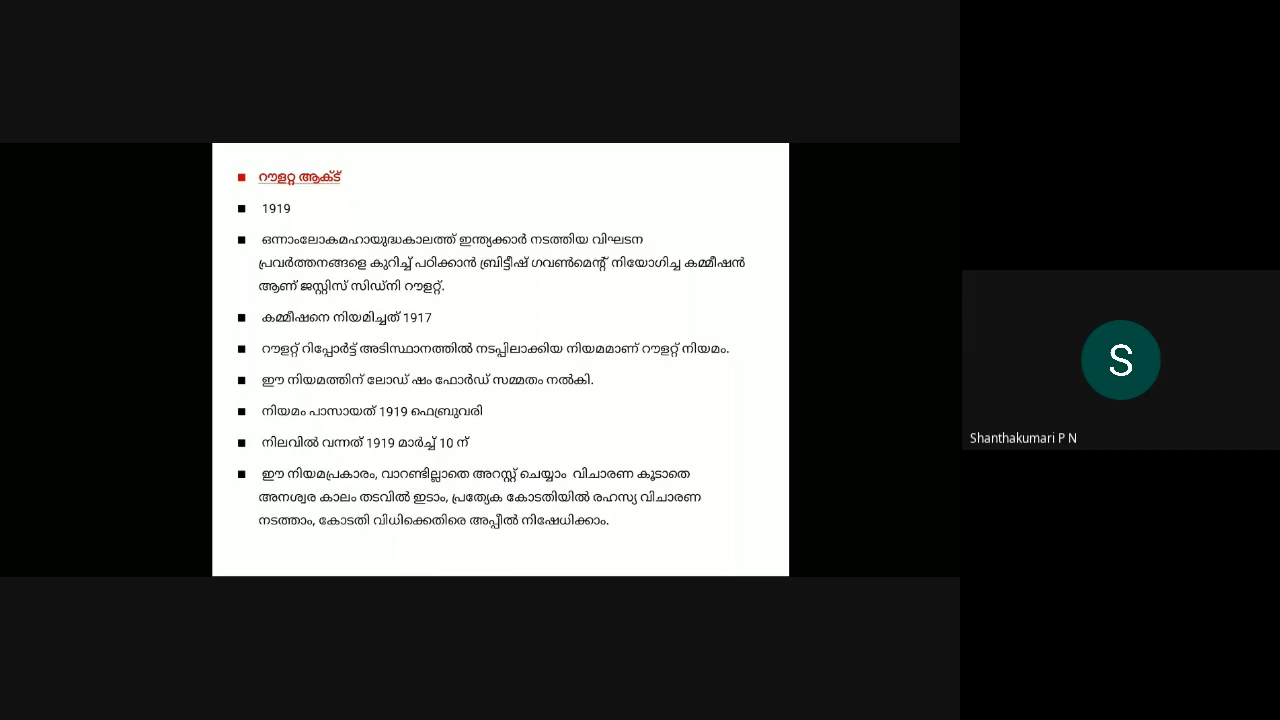 റൗളറ്റ ആക്ട്
1919
ഒന്നാംലോകമഹായുദ്ധകാലത്ത് ഇന്ത്യക്കാർ നടത്തിയ വിഘടന
പ്രവർത്തനങ്ങളെ കുറിച്ച് പഠിക്കാൻ ബ്രിട്ടീഷ് ഗവൺമെന്റ് നിയോഗിച്ച കമ്മീഷൻ
ആണ് ജസ്റ്റിസ് സിഡ്നി റൗളറ്റ്.
കമ്മീഷനെ നിയമിച്ചത് 1917
റൗളറ്റ് റിപ്പോർട്ട് അടിസ്ഥാനത്തിൽ നടപ്പിലാക്കിയ നിയമമാണ് റൗളറ്റ് നിയമം.
ഈ നിയമത്തിന് ലോഡ് ഷം ഫോർഡ് സമ്മതം നൽകി.
നിയമം പാസായത് 1919 ഫെബ്രുവരി
നിലവിൽ വന്നത് 1919 മാർച്ച് 10 ന്
ഈ നിയമപ്രകാരം, വാറണ്ടില്ലാതെ അറസ്റ്റ് ചെയ്യാം വിചാരണ കൂടാതെ
അനശ്വര കാലം തടവിൽ ഇടാം, പ്രത്യേക കോടതിയിൽ രഹസ്യ വിചാരണ
നടത്താം, കോടതി വിധിക്കെതിരെ അപ്പീൽ നിഷേധിക്കാം.
S
Shanthakumari P N